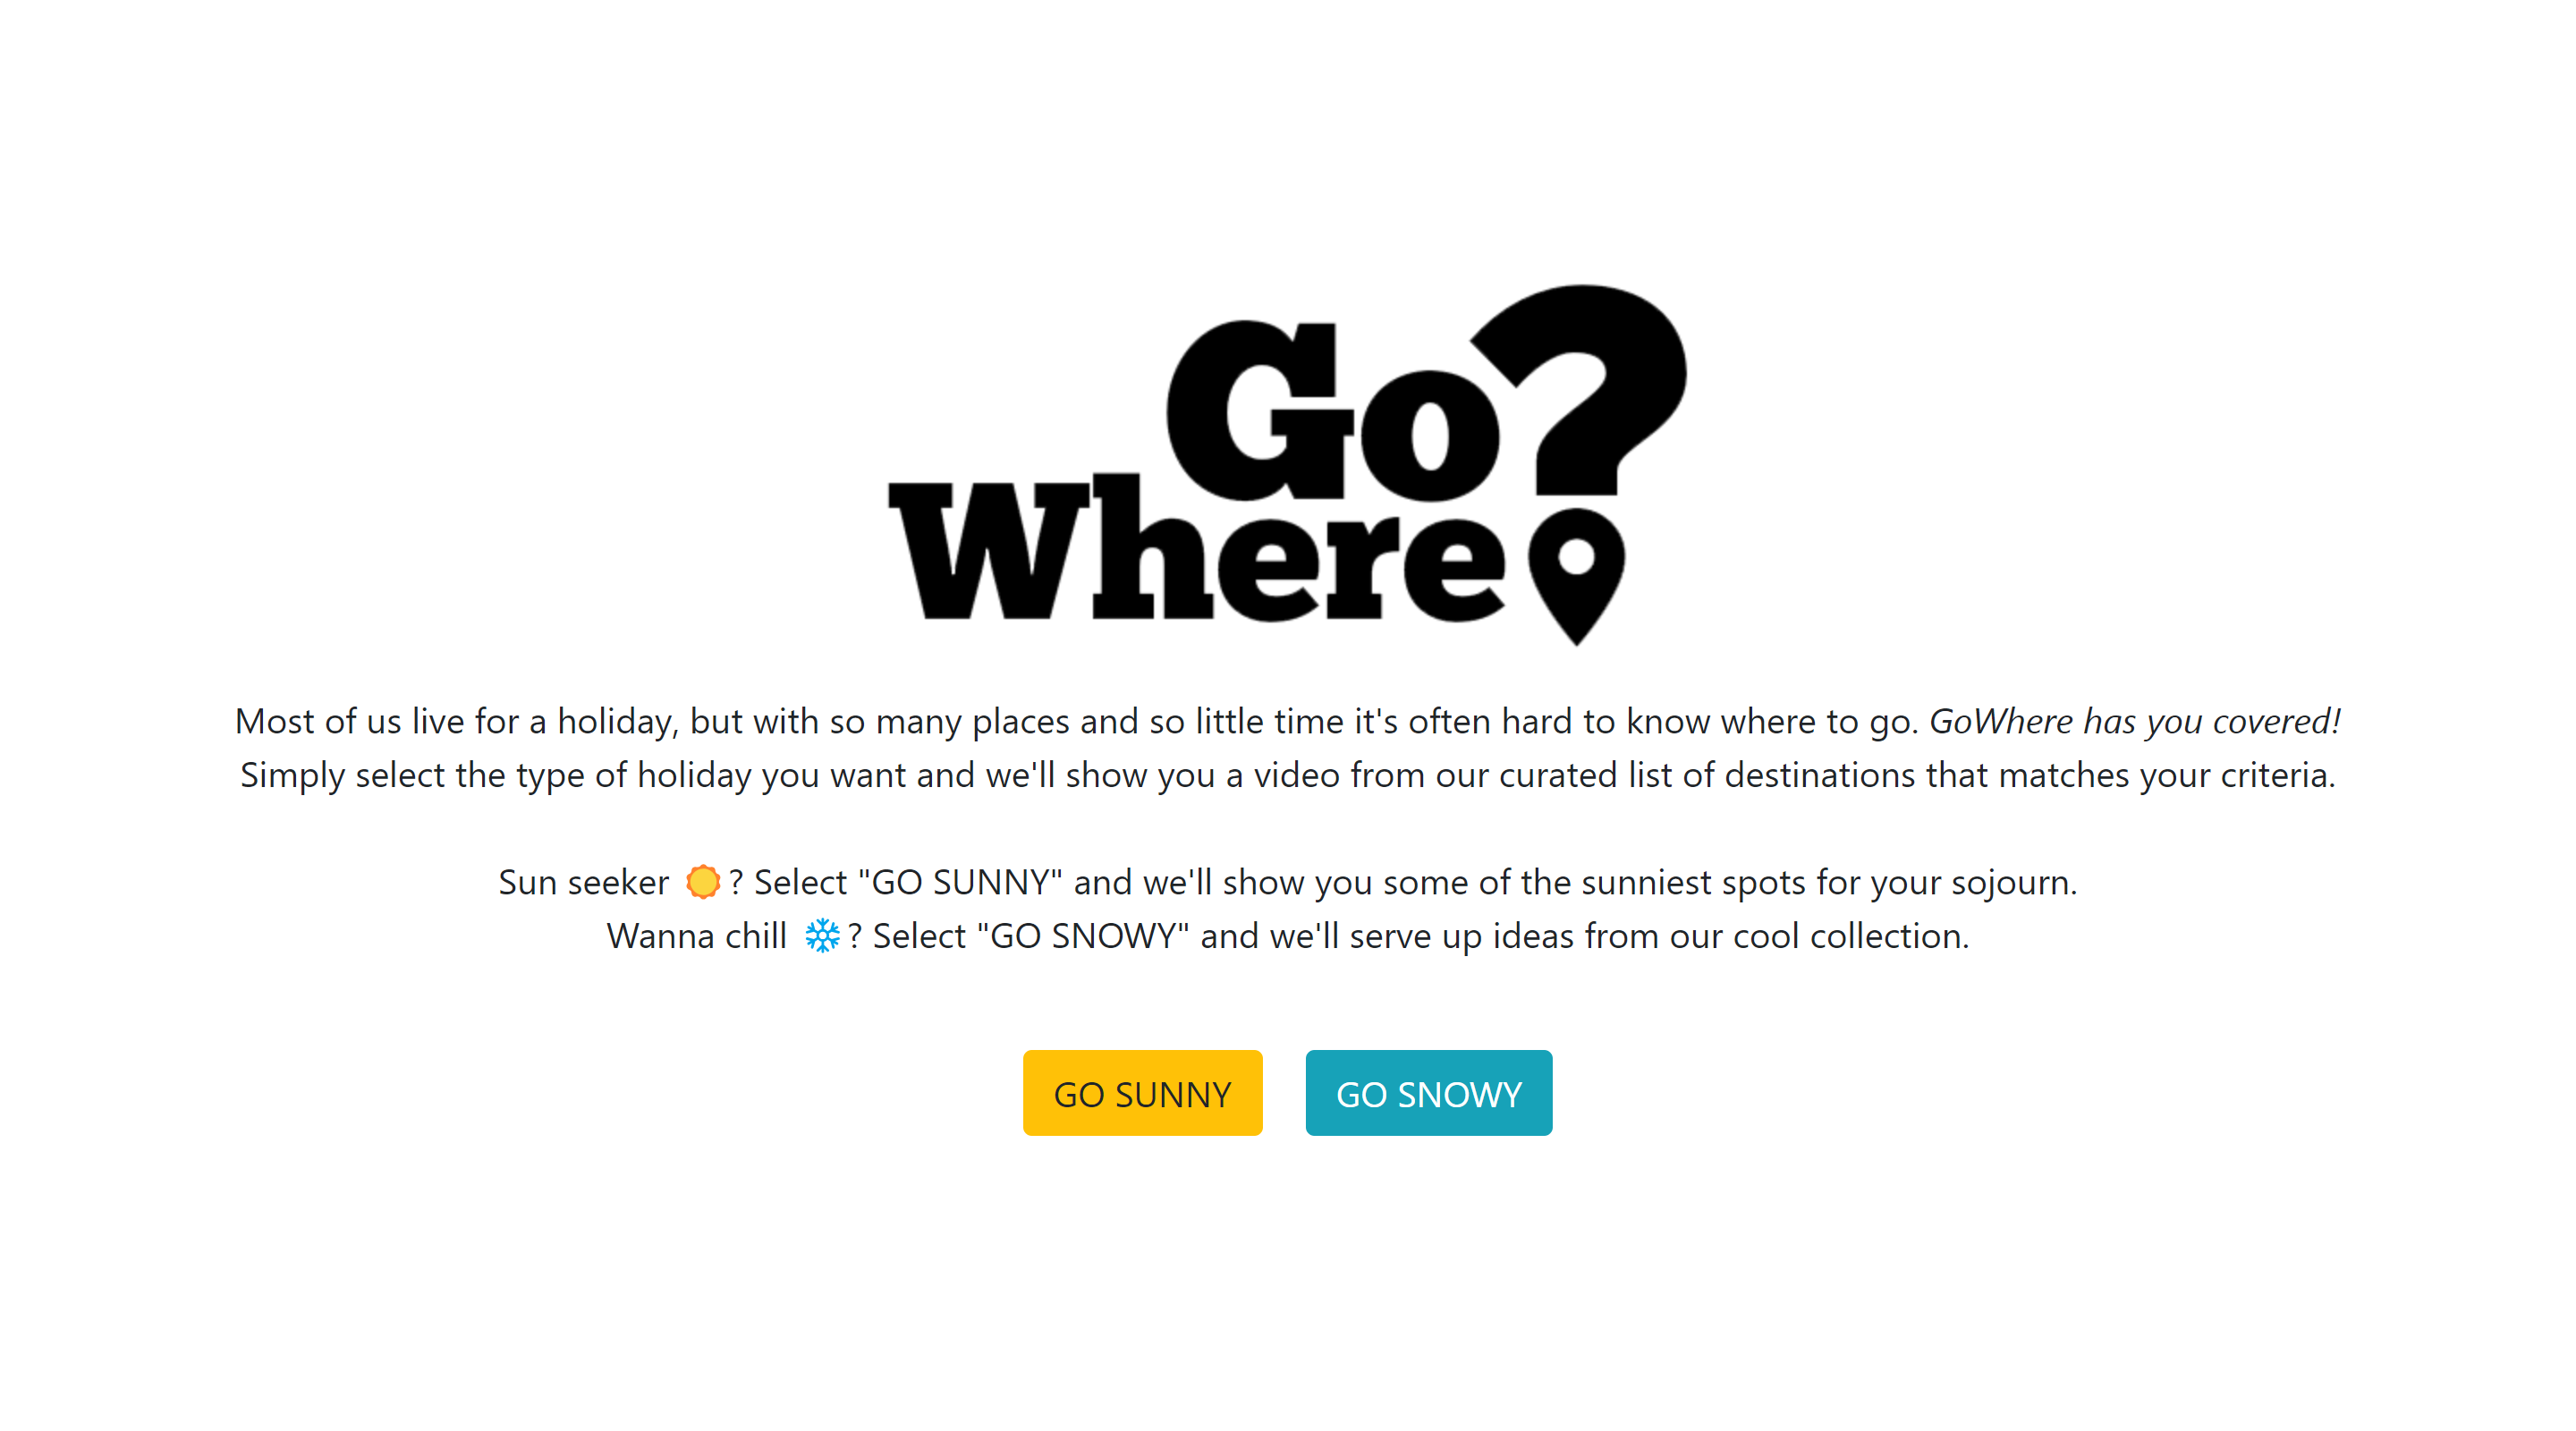 Go?
Where
Most of us live for a holiday, but with so many places and so little time it's often hard to know where to go. GoWhere has you covered!
Simply select the type of holiday you want and we'll show you a video from our curated list of destinations that matches your criteria.
Sun seeker ☀️? Select "GO SUNNY" and we'll show you some of the sunniest spots for your sojourn.
Wanna chill ❄️? Select "GO SNOWY" and we'll serve up ideas from our cool collection.
GO SUNNY
GO SNOWY